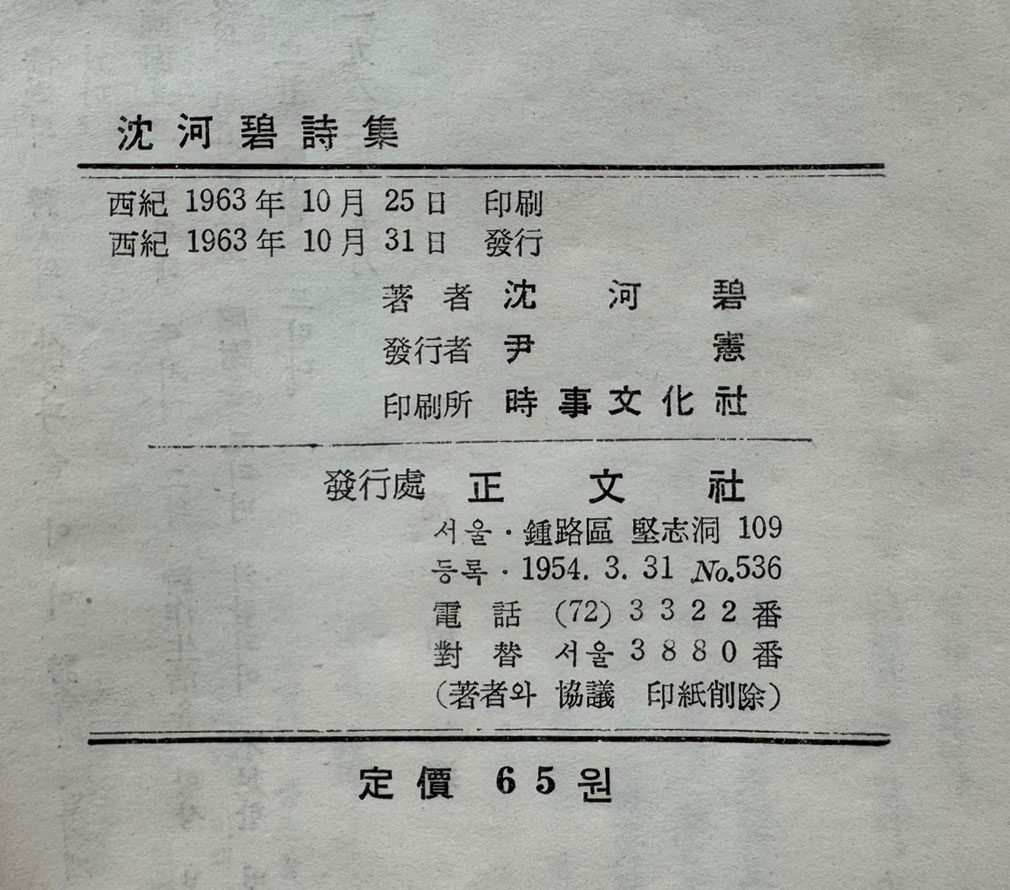 沈河碧詩集
西紀 1963年 10月 25日 印刷
西紀 1963年 10月 31日 發行
著者 沈河碧
發行者 尹憲
印刷所 時事文化社
發行處 正文社
서울·鍾路區 堅志洞 109
등록·1954. 3. 31 No.536
電話 (72) 3322番
對替 서울 3880番
(著者와 協議 印紙削除)
定價 65원